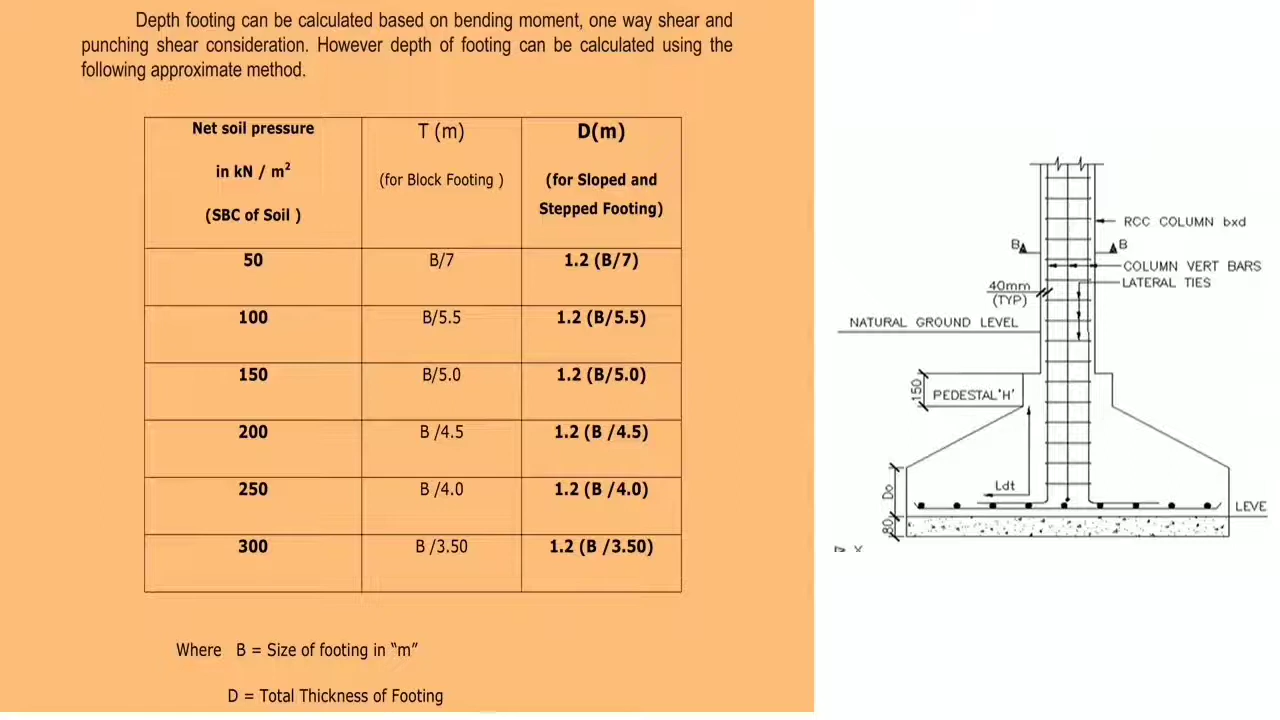 Depth footing can be calculated based on bending moment, one way shear and
punching shear consideration. However depth of footing can be calculated using the
following approximate method.
Net soil pressure
in kN / m²
(SBC of Soil )
T (m)
(for Block Footing )
D(m)
(for Sloped and
Stepped Footing)
50 B/7 1.2 (B/7)
100 B/5.5 1.2 (B/5.5)
150 B/5.0 1.2 (B/5.0)
200 B /4.5 1.2 (B /4.5)
250 B /4.0 1.2 (B /4.0)
300 B /3.50 1.2 (B /3.50)
Where B = Size of footing in “m”
D = Total Thickness of Footing
RCC COLUMN bxd
B B
COLUMN VERT BARS
LATERAL TIES
40mm
(TYP)
NATURAL GROUND LEVEL
150
PEDESTAL'H'
Do
Ldt
LEVE
80